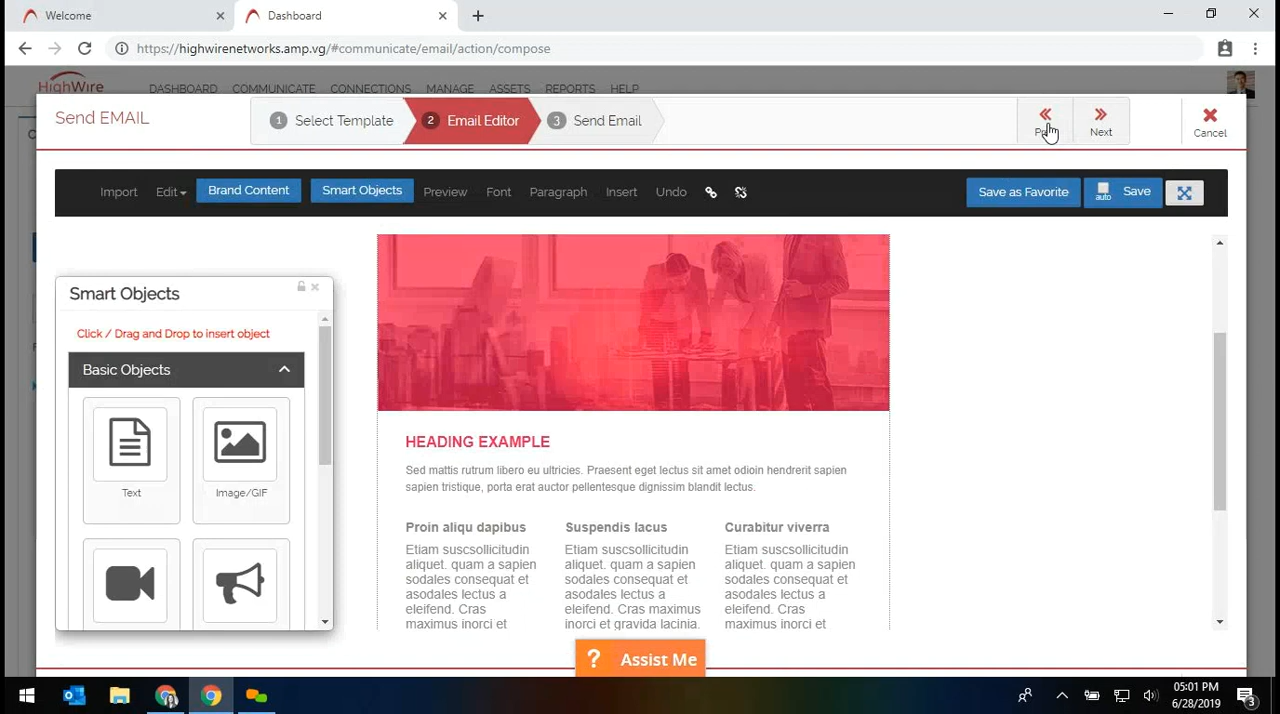 Welcome
Dashboard
https://highwirenetworks.amp.vg/#communicate/email/action/compose
HighWire
DASHBOARD COMMUNICATE CONNECTIONS MANAGE ASSETS REPORTS HELP
Send EMAIL
1 Select Template
2 Email Editor
3 Send Email
Next
Cancel
Import
Edit
Brand Content
Smart Objects
Preview
Font
Paragraph
Insert
Undo
Save as Favorite
auto
Save
Smart Objects
Click / Drag and Drop to insert object
Basic Objects
Text
Image/GIF
HEADING EXAMPLE
Sed mattis rutrum libero eu ultricies. Praesent eget lectus sit amet odioin hendrerit sapien
sapien tristique, porta erat auctor pellentesque dignissim blandit lectus.
Proin aliqu dapibus
Etiam suscsollicitudin
aliquet. quam a sapien
sodales consequat et
asodales lectus a
eleifend. Cras
maximus inorci et
Suspendis lacus
Etiam suscsollicitudin
aliquet. quam a sapien
sodales consequat et
asodales lectus a
eleifend. Cras maximus
inorci et gravida lacinia.
Curabitur viverra
Etiam suscsollicitudin
aliquet. quam a sapien
sodales consequat et
asodales lectus a
eleifend. Cras
maximus inorci et
? Assist Me
05:01 PM
6/28/2019
3